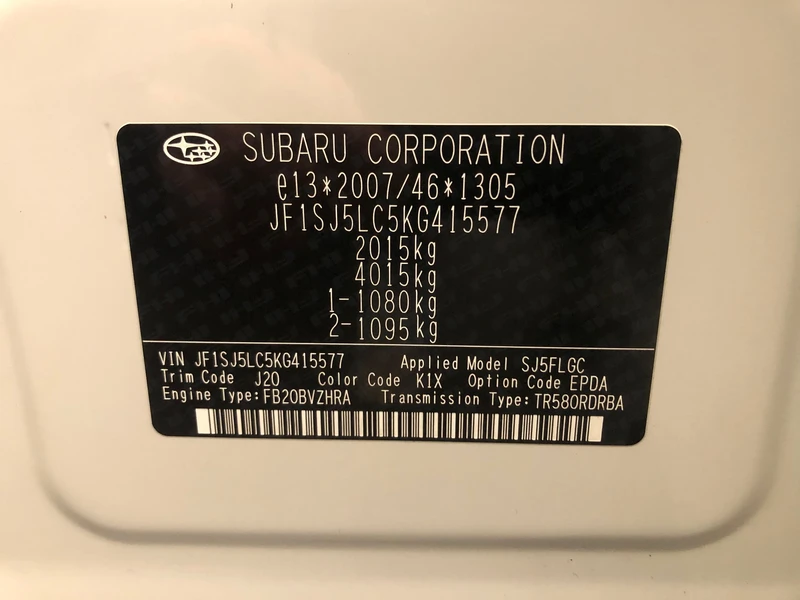 SUBARU CORPORATION
e13*2007/46*1305
JF1SJ5LC5KG415577
2015kg
4015kg
1-1080kg
2-1095kg
VIN JF1SJ5LC5KG415577 Applied Model SJ5FLGC
Trim Code J20 Color Code K1X Option Code EPDA
Engine Type:FB20BVZHRA Transmission Type:TR580RDRBA